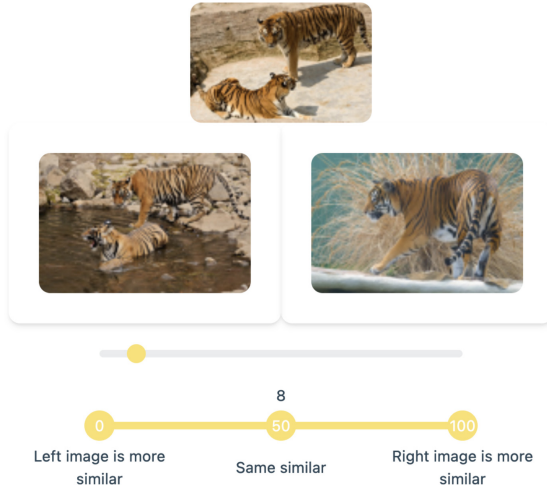 8
0
50
100
Left image is more
similar
Same similar
Right image is more
similar